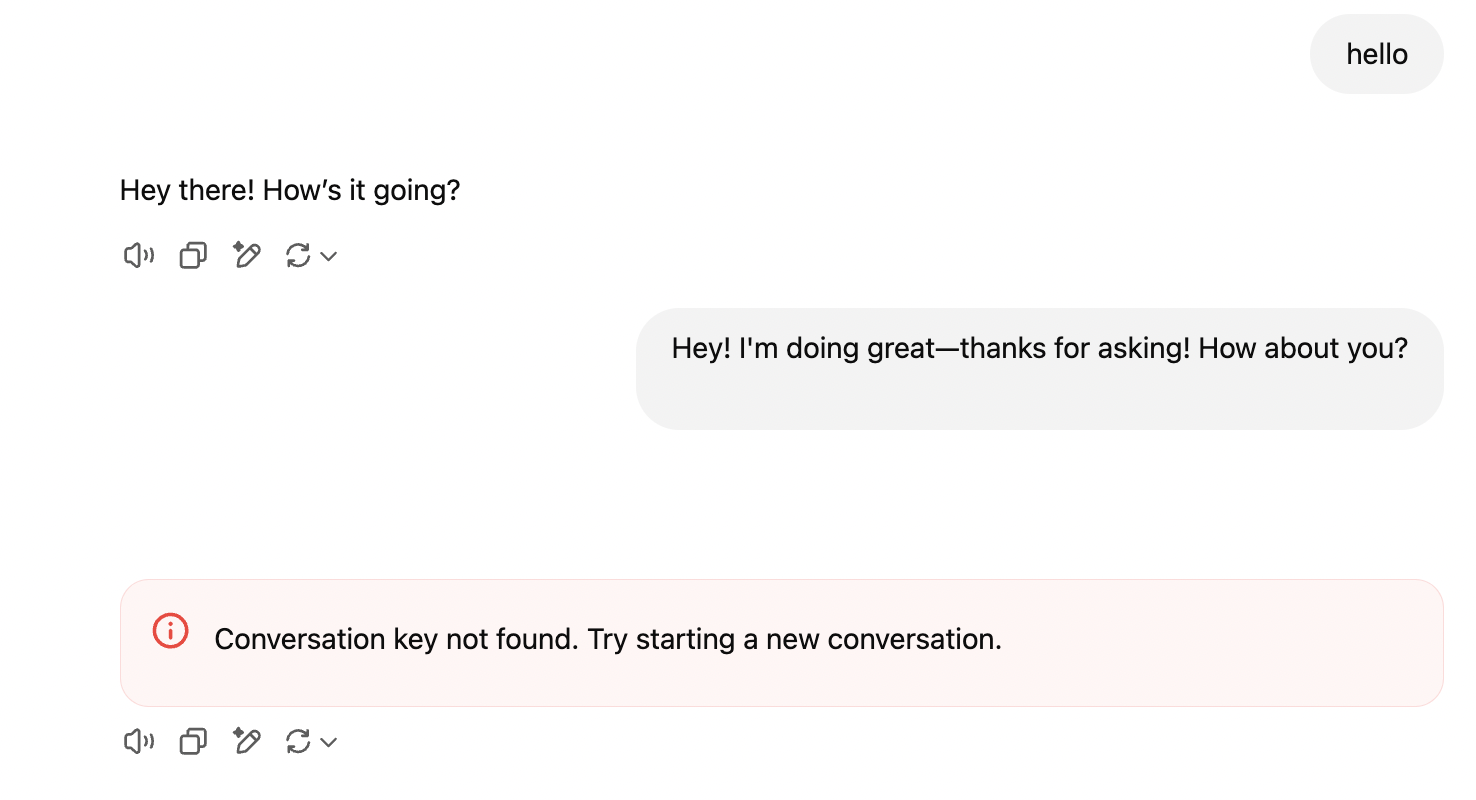 hello
Hey there! How’s it going?
Hey! I'm doing great—thanks for asking! How about you?
Conversation key not found. Try starting a new conversation.